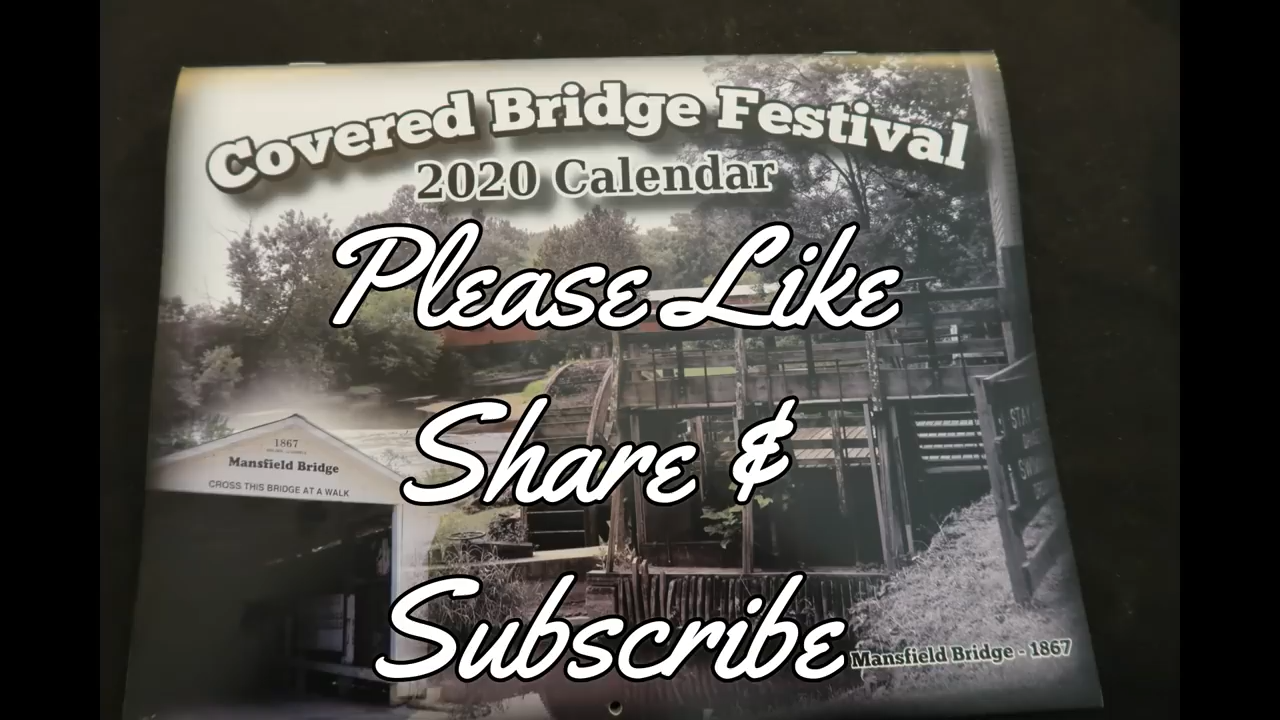 Covered Bridge Festival
2020 Calendar
Please Like
Share &
Subscribe
1867
Mansfield Bridge
CROSS THIS BRIDGE AT A WALK
STAY
Mansfield Bridge - 1867